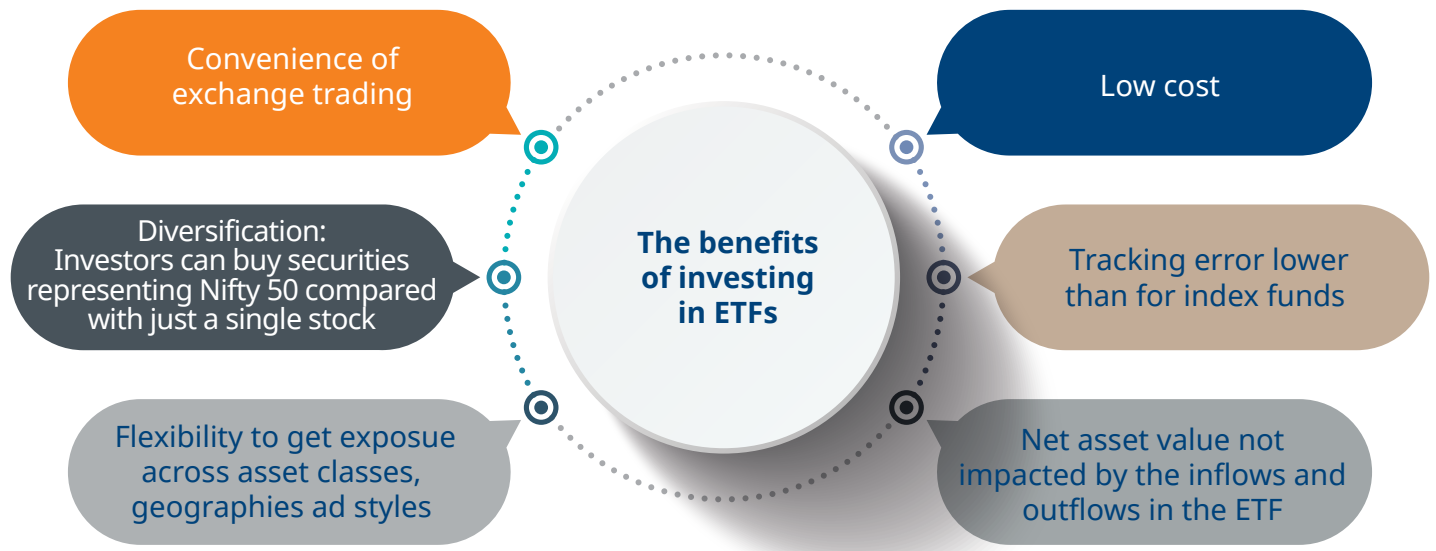 Convenience of
exchange trading
Low cost
Diversification:
Investors can buy securities
representing Nifty 50 compared
with just a single stock
The benefits
of investing
in ETFs
Tracking error lower
than for index funds
Flexibility to get exposue
across asset classes,
geographies ad styles
Net asset value not
impacted by the inflows and
outflows in the ETF